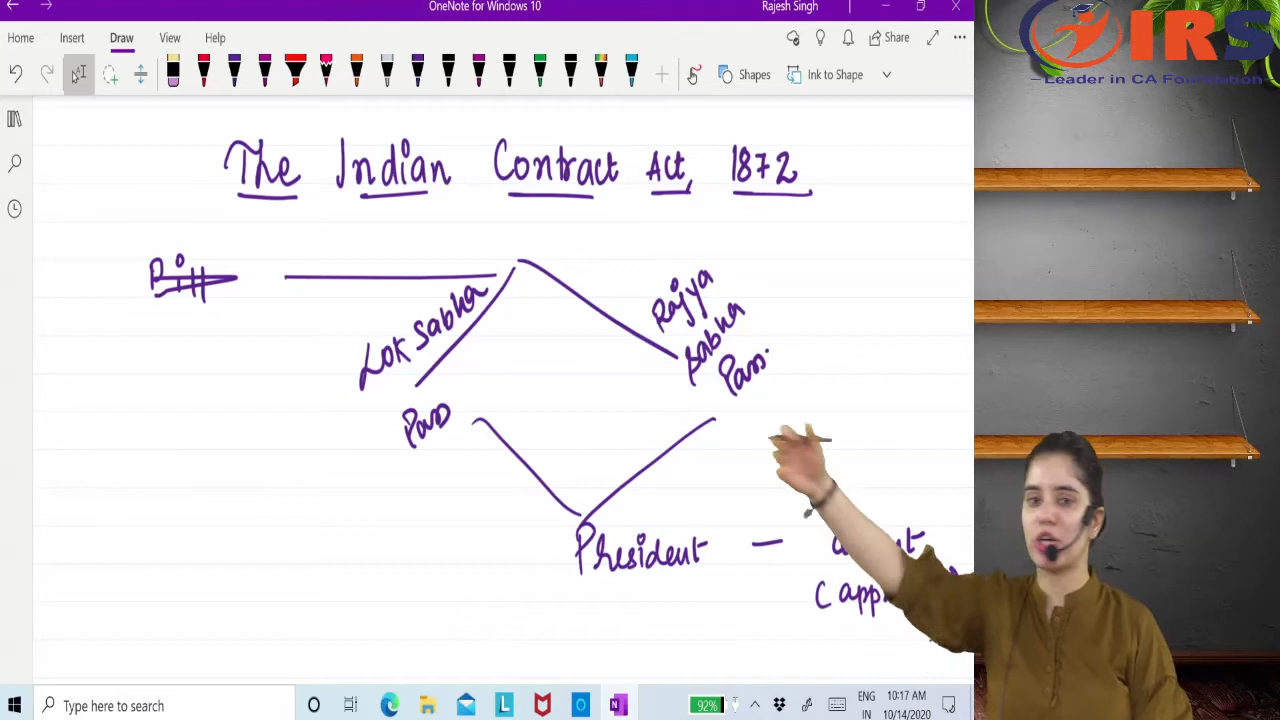 OneNote for Windows 10
Rajesh Singh
Home Insert Draw View Help
Share
Shapes
Ink to Shape
IRS
Leader in CA Foundation
The Indian Contract Act, 1872
Bill
Lok Sabha
Rajya
Sabha
Pass.
Pass
President —
Type here to search
92%
ENG
IN
10:17 AM
10/14/2020